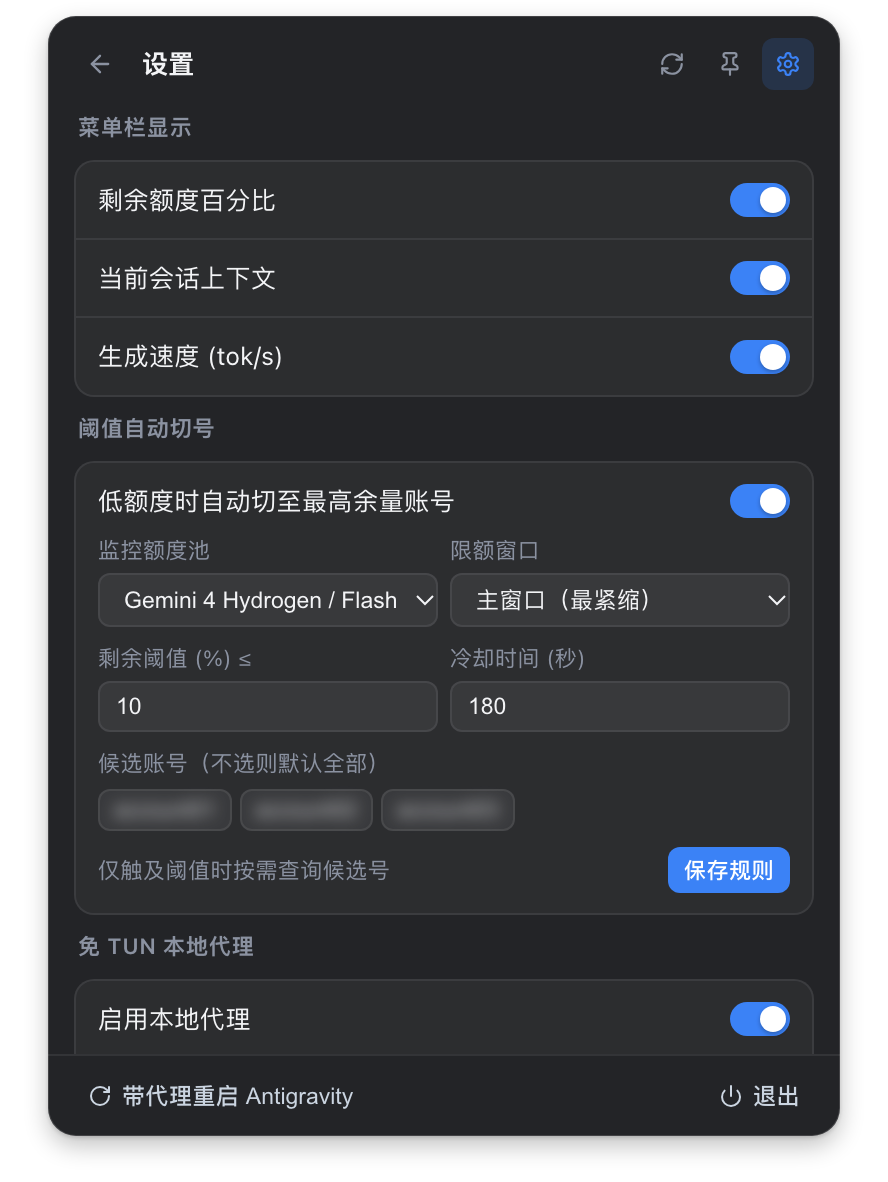 设置
菜单栏显示
剩余额度百分比
当前会话上下文
生成速度 (tok/s)
阈值自动切号
低额度时自动切至最高余量账号
监控额度池 限额窗口
Gemini 4 Hydrogen / Flash 主窗口（最紧缩）
剩余阈值 (%) ≤ 冷却时间 (秒)
10 180
候选账号（不选则默认全部）
仅触及阈值时按需查询候选号 保存规则
免 TUN 本地代理
启用本地代理
带代理重启 Antigravity 退出